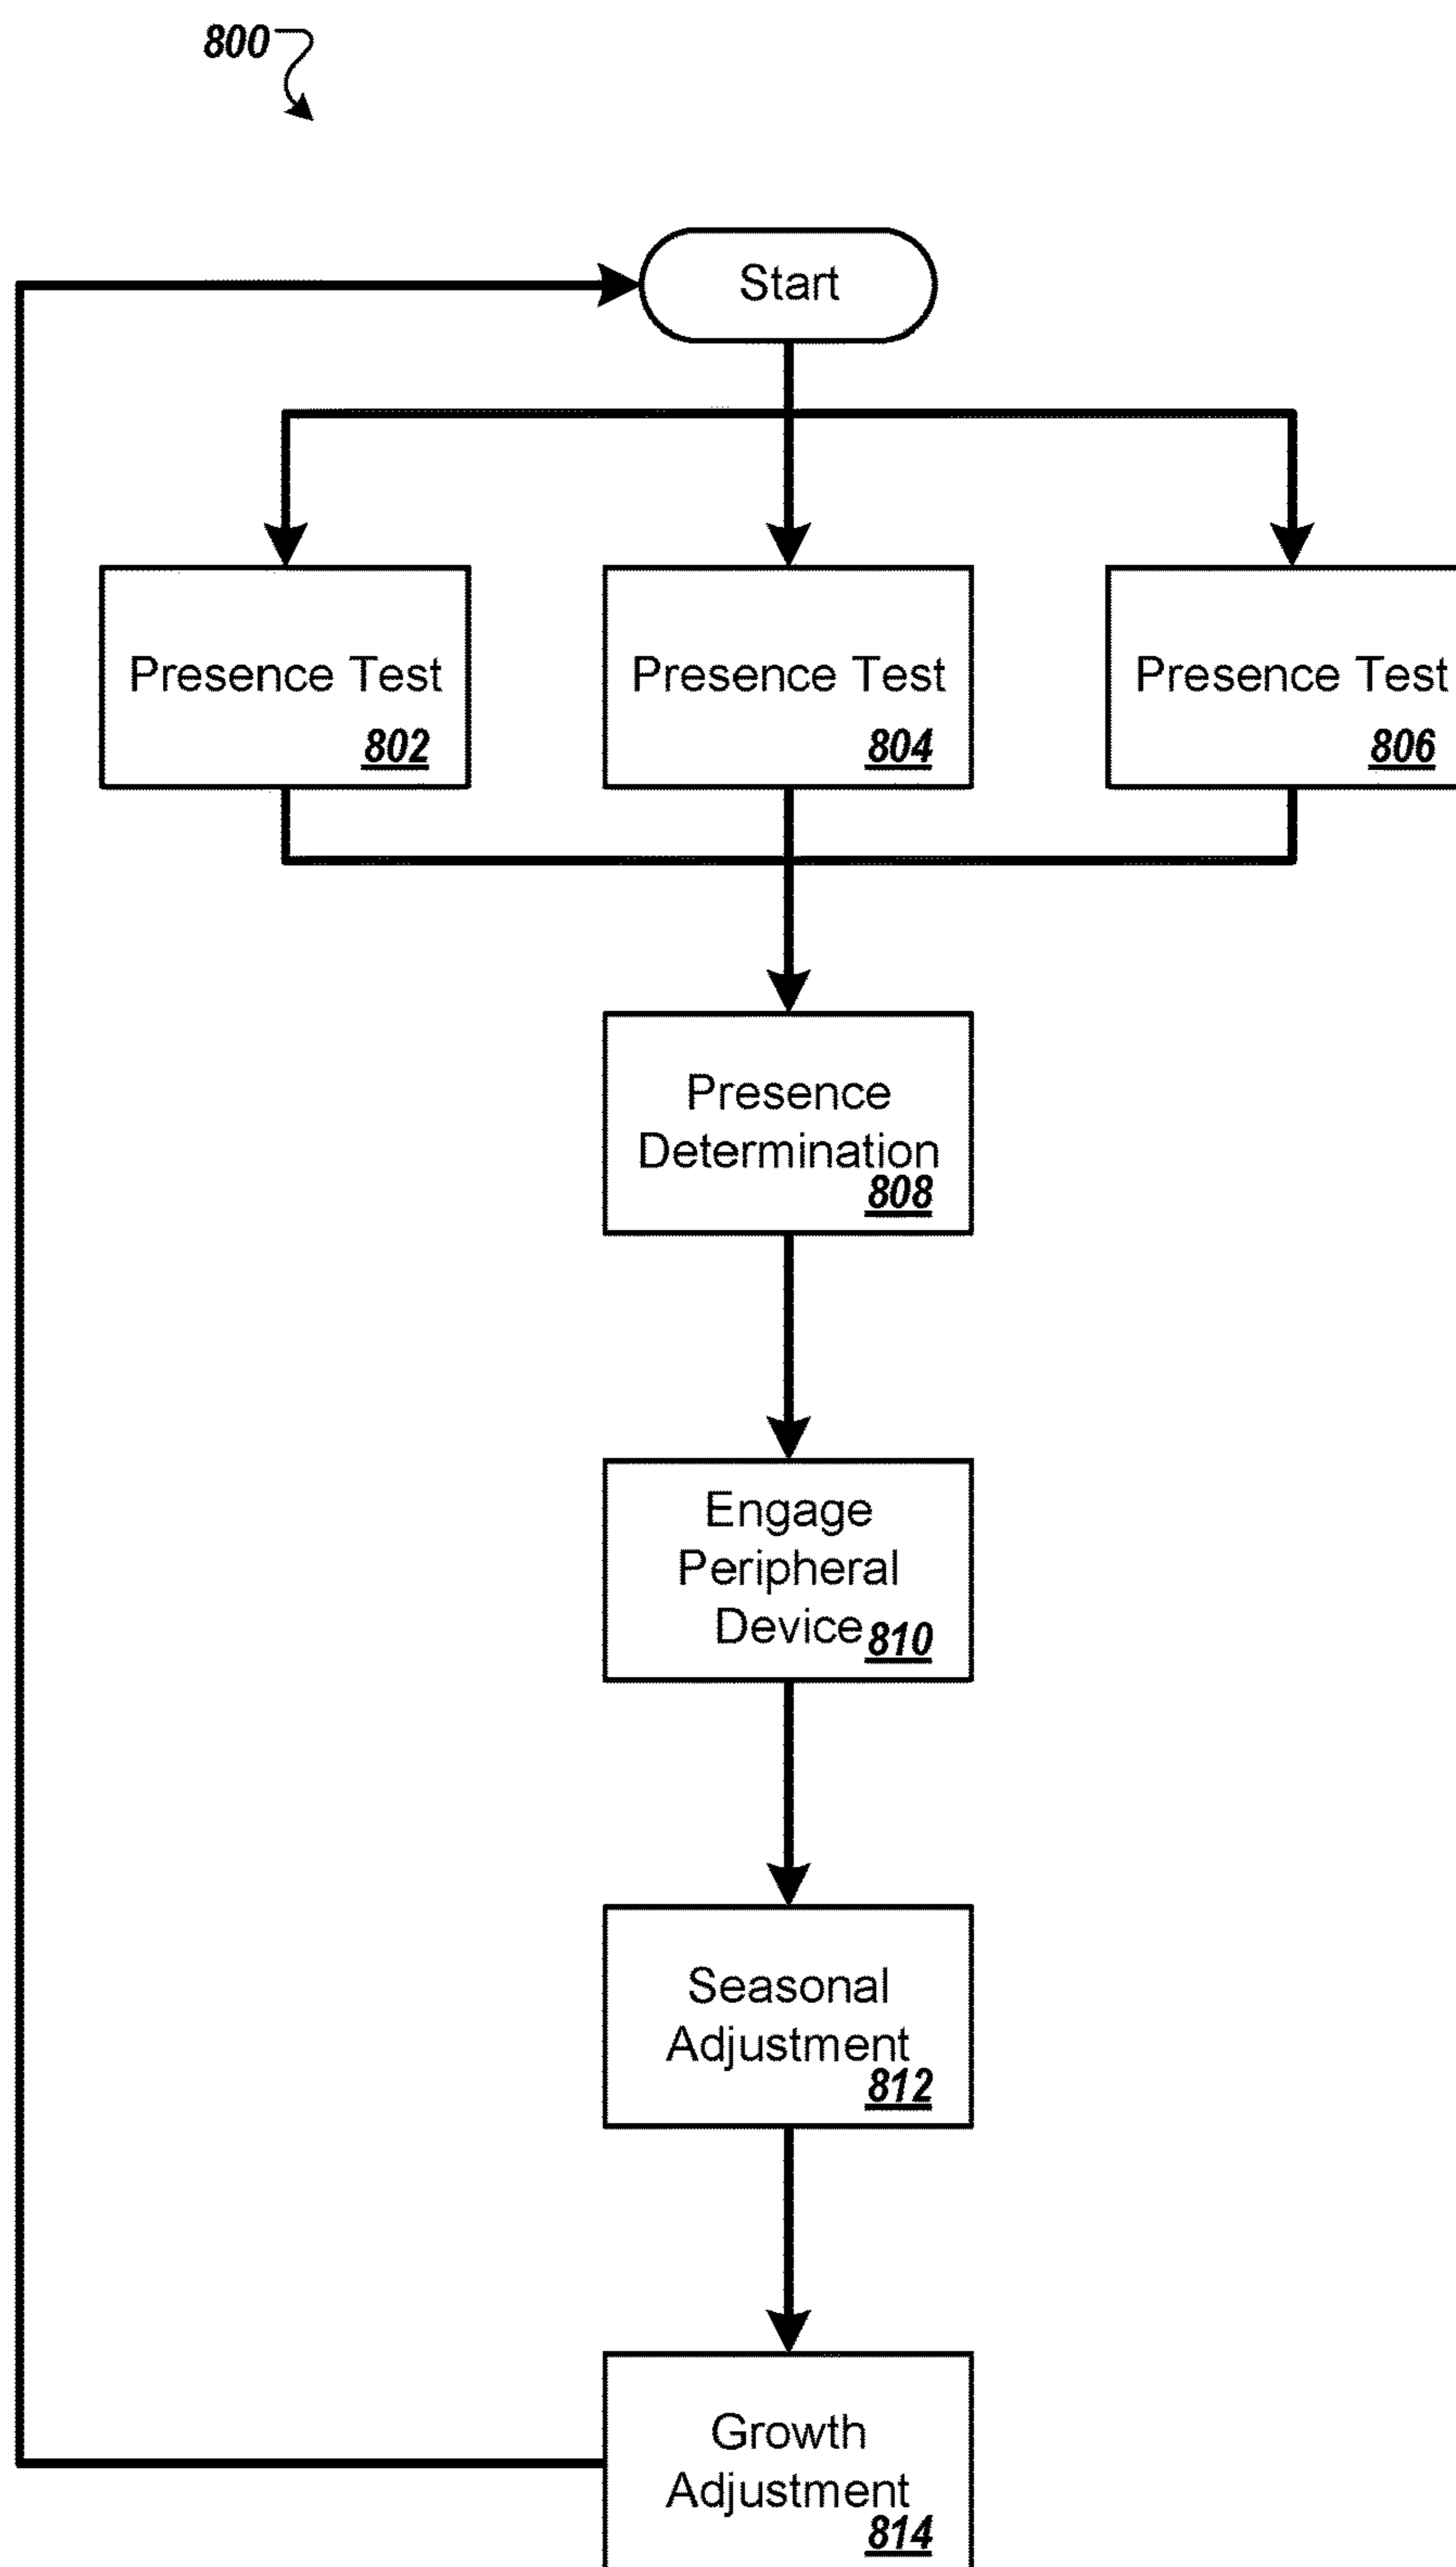 800
Start
Presence Test
802
Presence Test
804
Presence Test
806
Presence
Determination
808
Engage
Peripheral
Device
810
Seasonal
Adjustment
812
Growth
Adjustment
814